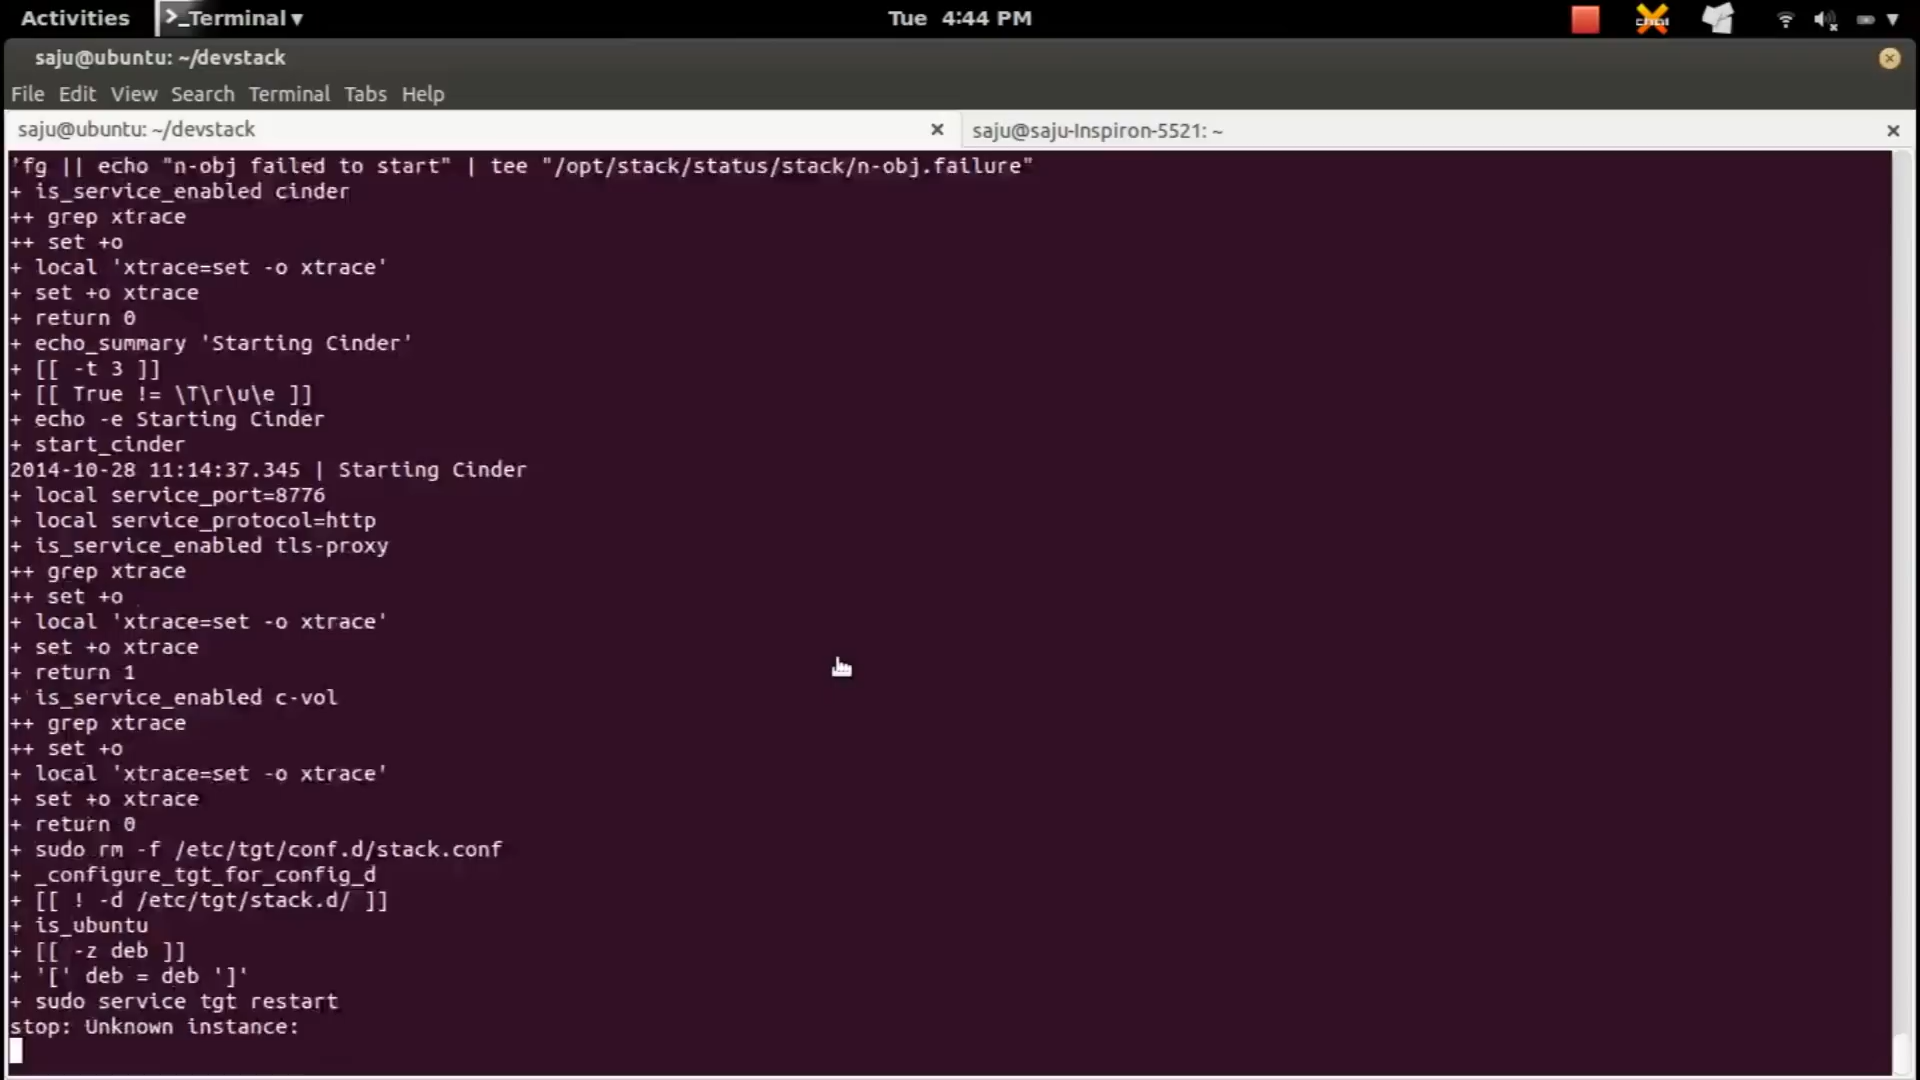 Activities
>_Terminal ▾
Tue 4:44 PM
saju@ubuntu: ~/devstack
File Edit View Search Terminal Tabs Help
saju@ubuntu: ~/devstack
saju@saju-Inspiron-5521: ~
'fg || echo "n-obj failed to start" | tee "/opt/stack/status/stack/n-obj.failure"
+ is_service_enabled cinder
++ grep xtrace
++ set +o
+ local 'xtrace=set -o xtrace'
+ set +o xtrace
+ return 0
+ echo_summary 'Starting Cinder'
+ [[ -t 3 ]]
+ [[ True != \T\r\u\e ]]
+ echo -e Starting Cinder
+ start_cinder
2014-10-28 11:14:37.345 | Starting Cinder
+ local service_port=8776
+ local service_protocol=http
+ is_service_enabled tls-proxy
++ grep xtrace
++ set +o
+ local 'xtrace=set -o xtrace'
+ set +o xtrace
+ return 1
+ is_service_enabled c-vol
++ grep xtrace
++ set +o
+ local 'xtrace=set -o xtrace'
+ set +o xtrace
+ return 0
+ sudo rm -f /etc/tgt/conf.d/stack.conf
+ _configure_tgt_for_config_d
+ [[ ! -d /etc/tgt/stack.d/ ]]
+ is_ubuntu
+ [[ -z deb ]]
+ '[' deb = deb ']'
+ sudo service tgt restart
stop: Unknown instance: